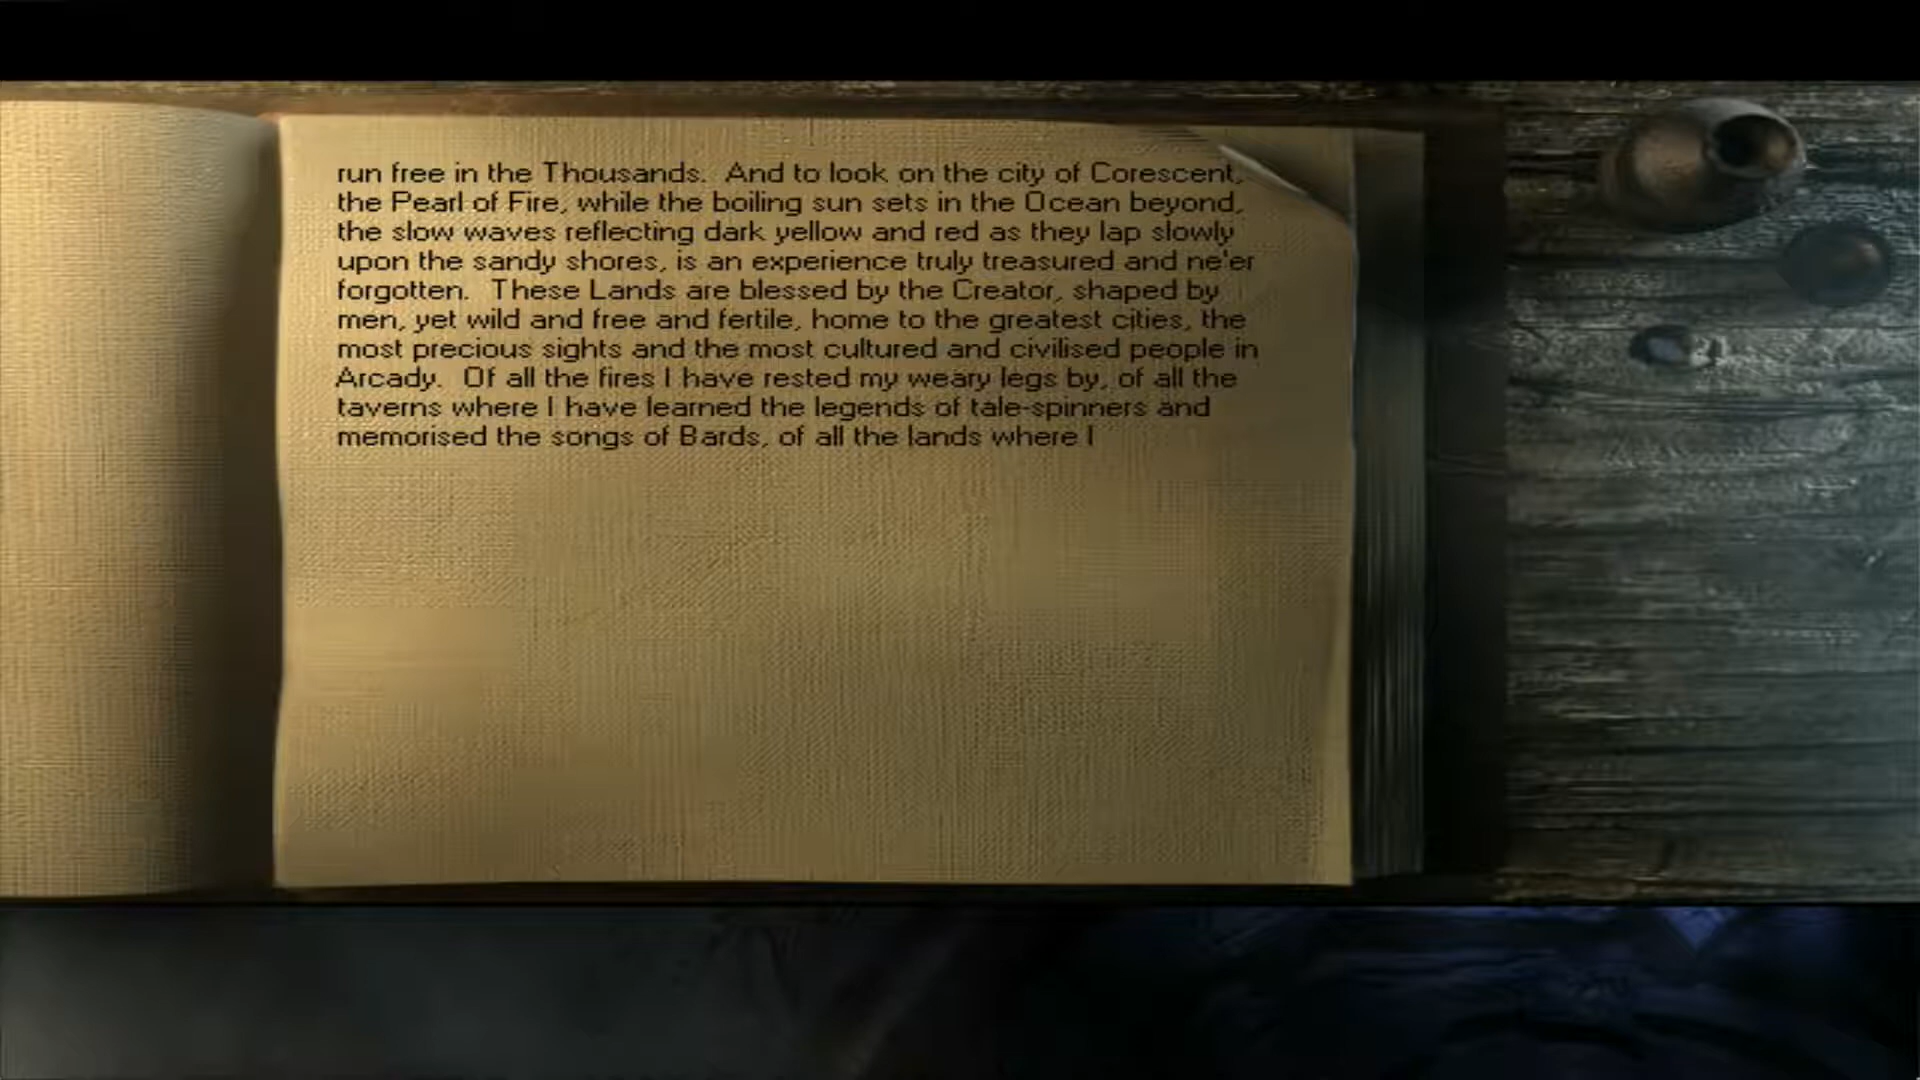 run free in the Thousands.  And to look on the city of Corescent,
the Pearl of Fire, while the boiling sun sets in the Ocean beyond,
the slow waves reflecting dark yellow and red as they lap slowly
upon the sandy shores, is an experience truly treasured and ne'er
forgotten.  These Lands are blessed by the Creator, shaped by
men, yet wild and free and fertile, home to the greatest cities, the
most precious sights and the most cultured and civilised people in
Arcady.  Of all the fires I have rested my weary legs by, of all the
taverns where I have learned the legends of tale-spinners and
memorised the songs of Bards, of all the lands where I